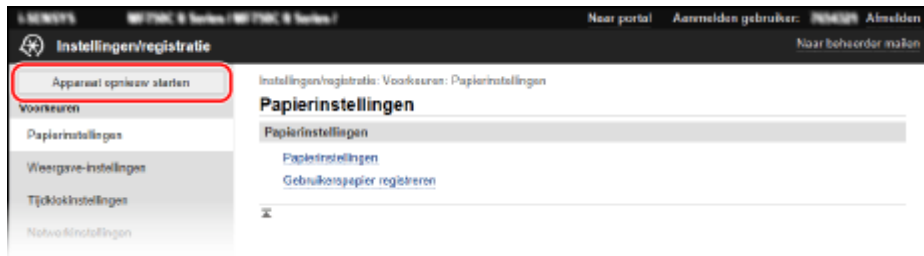 i-SENSYS Naar portal Aanmelden gebruiker: Afmelden
Instellingen/registratie Naar beheerder mailen
Apparaat opnieuw starten
Instellingen/registratie: Voorkeuren: Papierinstellingen
Papierinstellingen
Voorkeuren
Papierinstellingen
Papierinstellingen
Papierinstellingen
Weergave-instellingen
Gebruikerspapier registreren
Tijdklokinstellingen
Netwerkinstellingen